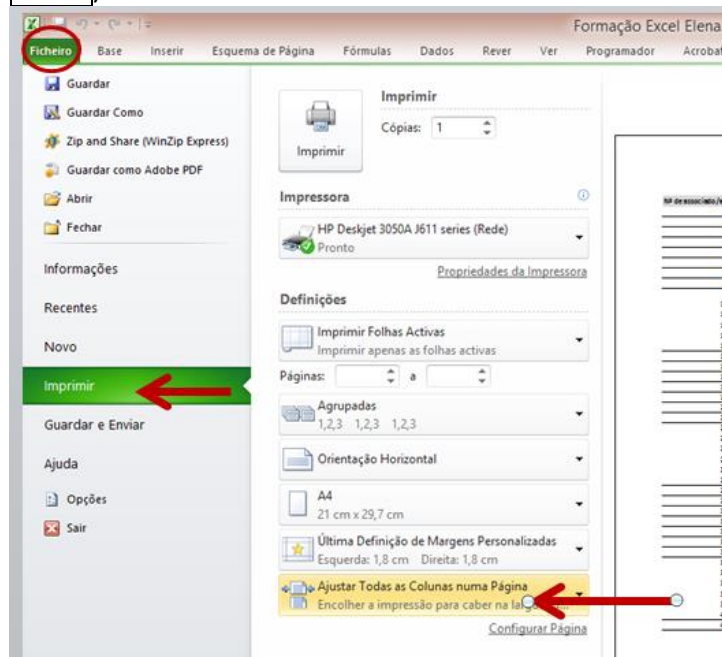 Formação Excel Elena
Ficheiro Base Inserir Esquema de Página Fórmulas Dados Rever Ver Programador Acrobat
Guardar
Guardar Como
Zip and Share (WinZip Express)
Guardar como Adobe PDF
Abrir
Fechar
Informações
Recentes
Novo
Imprimir
Guardar e Enviar
Ajuda
Opções
Sair
Imprimir
Cópias: 1
Imprimir
Impressora
HP Deskjet 3050A J611 series (Rede)
Pronto
Propriedades da Impressora
Definições
Imprimir Folhas Activas
Imprimir apenas as folhas activas
Páginas: a
Agrupadas
1,2,3 1,2,3 1,2,3
Orientação Horizontal
A4
21 cm x 29,7 cm
Última Definição de Margens Personalizadas
Esquerda: 1,8 cm Direita: 1,8 cm
Ajustar Todas as Colunas numa Página
Encolher a impressão para caber na
Configurar Página
Nº de associado/